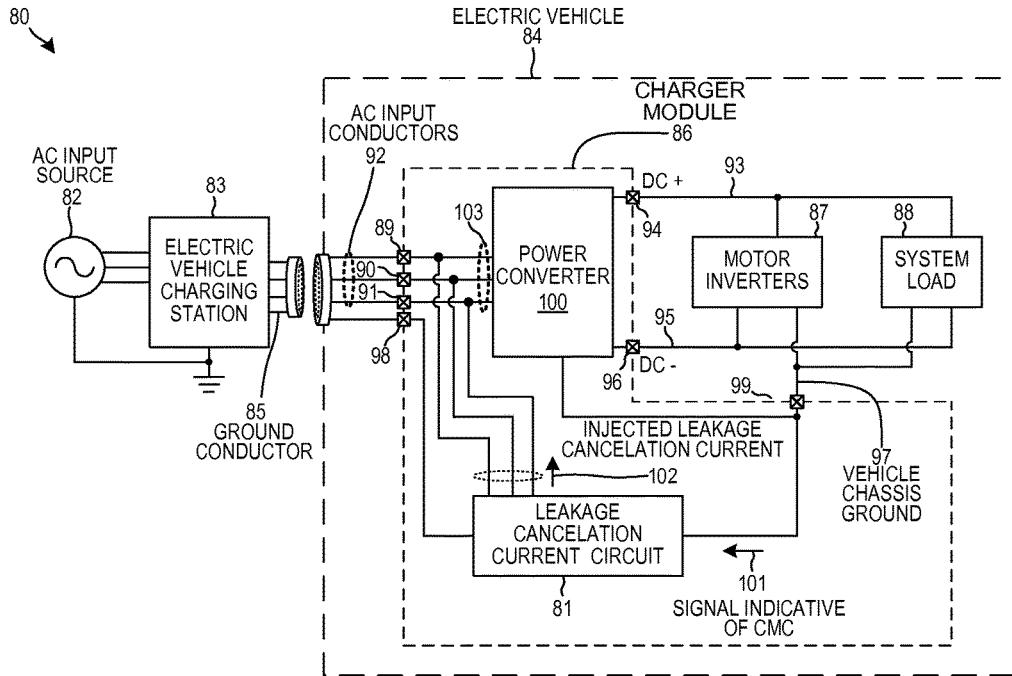 80
ELECTRIC VEHICLE
84
CHARGER
MODULE
86
AC INPUT
CONDUCTORS
92
AC INPUT
SOURCE
82
83
ELECTRIC
VEHICLE
CHARGING
STATION
85
GROUND
CONDUCTOR
89
90
91
98
103
POWER
CONVERTER
100
DC +
94
93
87
MOTOR
INVERTERS
88
SYSTEM
LOAD
95
96
DC -
99
97
VEHICLE
CHASSIS
GROUND
INJECTED LEAKAGE
CANCELATION CURRENT
102
LEAKAGE
CANCELATION
CURRENT CIRCUIT
81
101
SIGNAL INDICATIVE
OF CMC